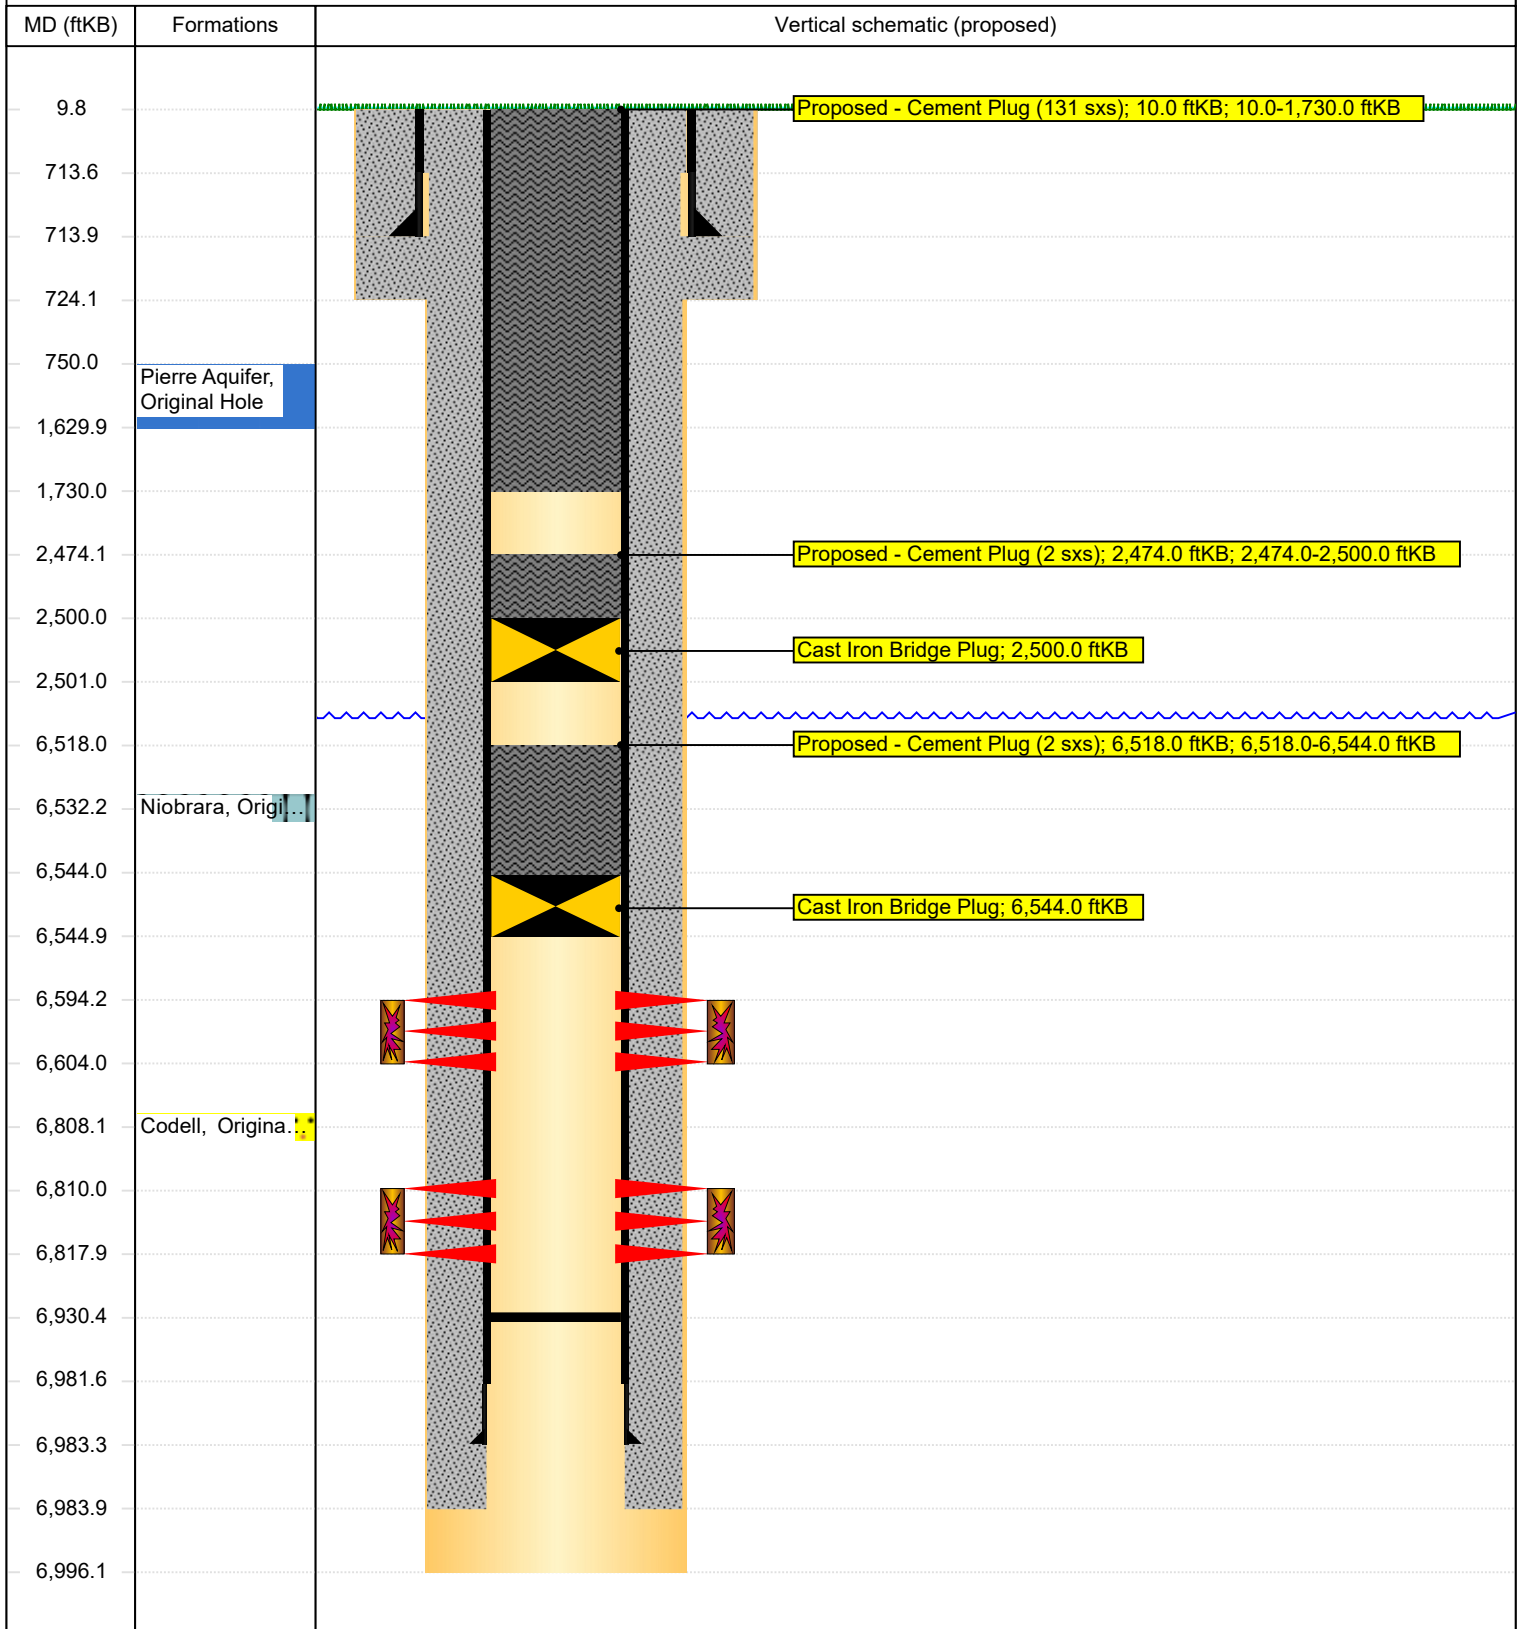 MD (ftKB) Formations Vertical schematic (proposed)
9.8 Proposed - Cement Plug (131 sxs); 10.0 ftKB; 10.0-1,730.0 ftKB
713.6
713.9
724.1
750.0
Pierre Aquifer,
Original Hole
1,629.9
1,730.0
2,474.1 Proposed - Cement Plug (2 sxs); 2,474.0 ftKB; 2,474.0-2,500.0 ftKB
2,500.0
Cast Iron Bridge Plug; 2,500.0 ftKB
2,501.0
6,518.0 Proposed - Cement Plug (2 sxs); 6,518.0 ftKB; 6,518.0-6,544.0 ftKB
6,532.2 Niobrara, Origi...
6,544.0
Cast Iron Bridge Plug; 6,544.0 ftKB
6,544.9
6,594.2
6,604.0
6,808.1 Codell, Origina...
6,810.0
6,817.9
6,930.4
6,981.6
6,983.3
6,983.9
6,996.1